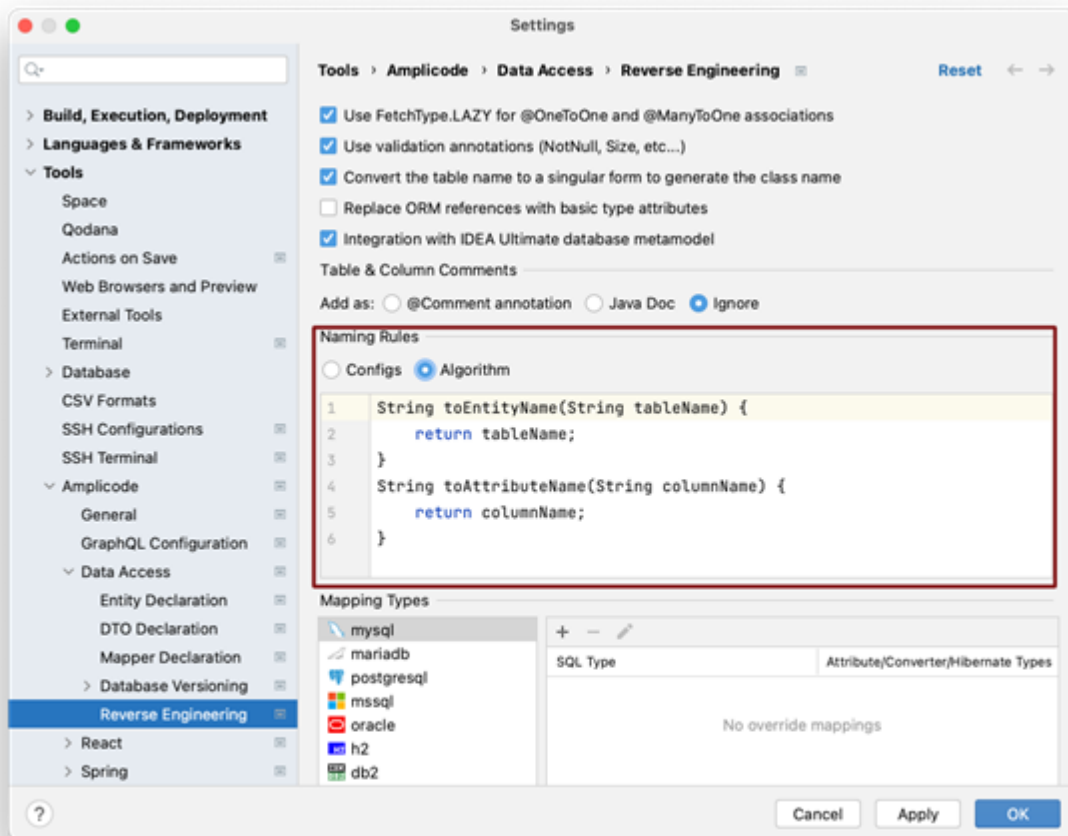 Settings
Tools › Amplicode › Data Access › Reverse Engineering
Reset
Build, Execution, Deployment
Languages & Frameworks
Tools
Space
Qodana
Actions on Save
Web Browsers and Preview
External Tools
Terminal
Database
CSV Formats
SSH Configurations
SSH Terminal
Amplicode
General
GraphQL Configuration
Data Access
Entity Declaration
DTO Declaration
Mapper Declaration
Database Versioning
Reverse Engineering
React
Spring
Use FetchType.LAZY for @OneToOne and @ManyToOne associations
Use validation annotations (NotNull, Size, etc...)
Convert the table name to a singular form to generate the class name
Replace ORM references with basic type attributes
Integration with IDEA Ultimate database metamodel
Table & Column Comments
Add as: @Comment annotation Java Doc Ignore
Naming Rules
Configs Algorithm
1 String toEntityName(String tableName) {
2 return tableName;
3 }
4 String toAttributeName(String columnName) {
5 return columnName;
6 }
Mapping Types
mysql
mariadb
postgresql
mssql
oracle
h2
db2
SQL Type Attribute/Converter/Hibernate Types
No override mappings
? Cancel Apply OK